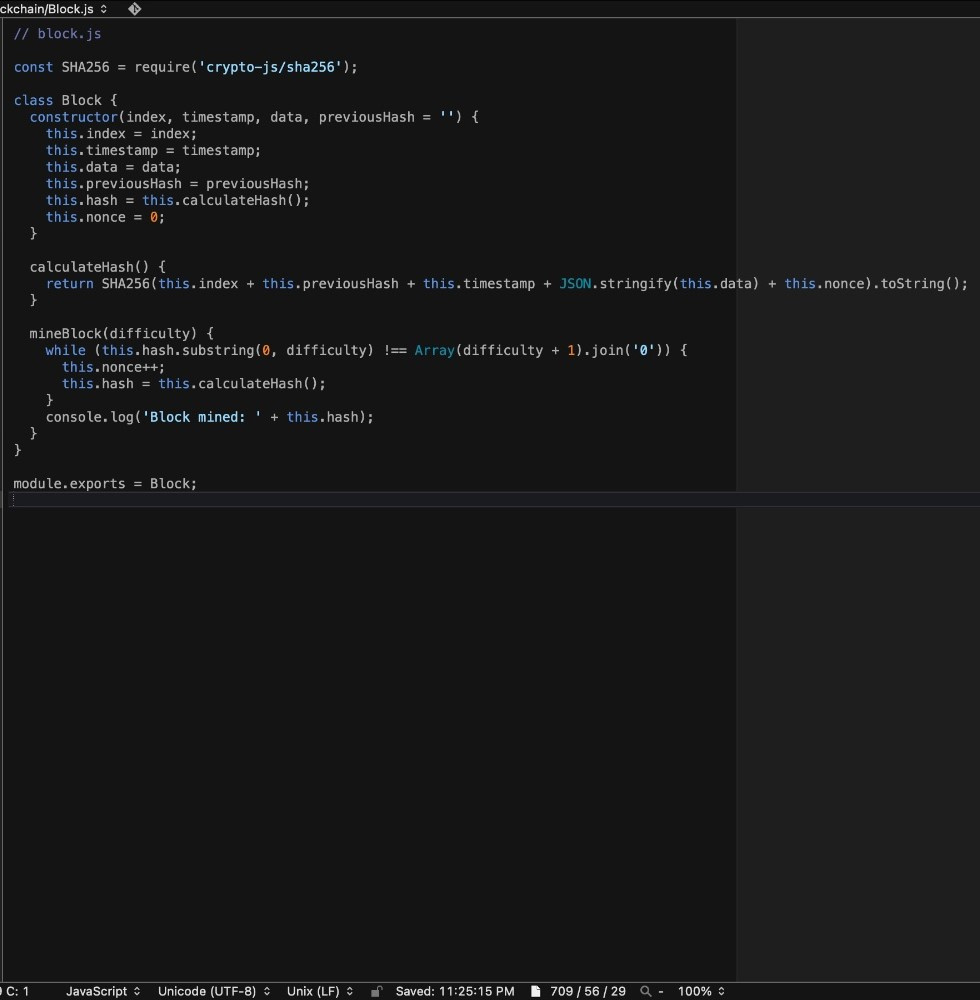 ckchain/Block.js
// block.js
const SHA256 = require('crypto-js/sha256');
class Block {
  constructor(index, timestamp, data, previousHash = '') {
    this.index = index;
    this.timestamp = timestamp;
    this.data = data;
    this.previousHash = previousHash;
    this.hash = this.calculateHash();
    this.nonce = 0;
  }
  calculateHash() {
    return SHA256(this.index + this.previousHash + this.timestamp + JSON.stringify(this.data) + this.nonce).toString();
  }
  mineBlock(difficulty) {
    while (this.hash.substring(0, difficulty) !== Array(difficulty + 1).join('0')) {
      this.nonce++;
      this.hash = this.calculateHash();
    }
    console.log('Block mined: ' + this.hash);
  }
}
module.exports = Block;
C: 1 JavaScript Unicode (UTF-8) Unix (LF) Saved: 11:25:15 PM 709 / 56 / 29 - 100%